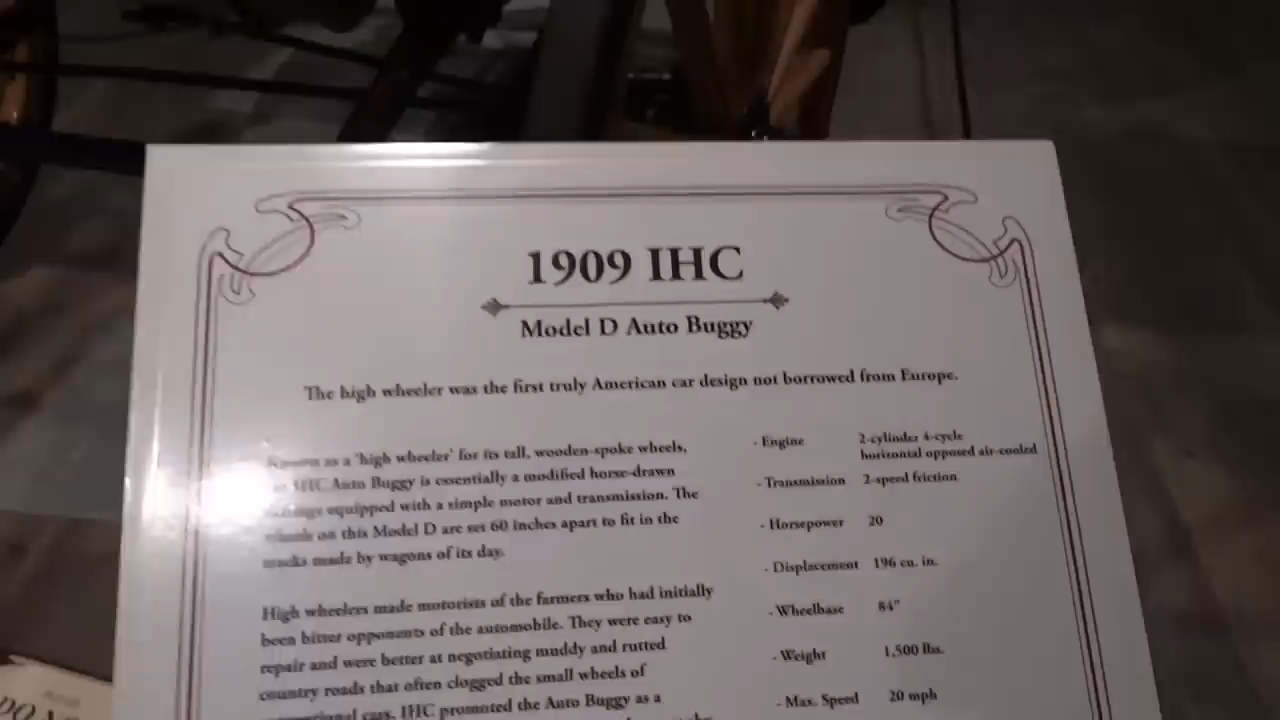 1909 IHC
Model D Auto Buggy
The high wheeler was the first truly American car design not borrowed from Europe.
Known as a 'high wheeler' for its tall, wooden-spoke wheels,
IHC Auto Buggy is essentially a modified horse-drawn
equipped with a simple motor and transmission. The
wheels on this Model D are set 60 inches apart to fit in the
tracks made by wagons of its day.
High wheelers made motorists of the farmers who had initially
been bitter opponents of the automobile. They were easy to
repair and were better at negotiating muddy and rutted
country roads that often clogged the small wheels of
cars. IHC promoted the Auto Buggy as a
- Engine 2-cylinder 4-cycle
horizontal opposed air-cooled
- Transmission 2-speed friction
- Horsepower 20
- Displacement 196 cu. in.
- Wheelbase 84"
- Weight 1,500 lbs.
- Max. Speed 20 mph
DO